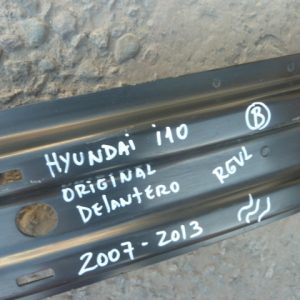 HYUNDAI i10 B
ORIGINAL
DELANTERO RGVL
2007-2013